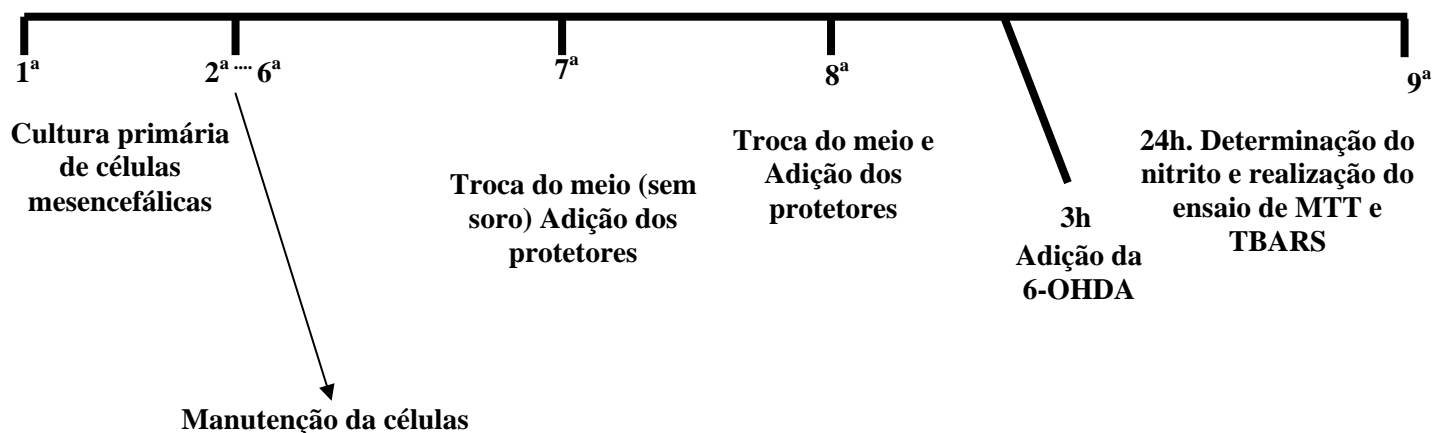 1ª
2ª .... 6ª
7ª
8ª
9ª
Cultura primária
de células
mesencefálicas
Troca do meio (sem
soro) Adição dos
protetores
Troca do meio e
Adição dos
protetores
3h
Adição da
6-OHDA
24h. Determinação do
nitrito e realização do
ensaio de MTT e
TBARS
Manutenção da células